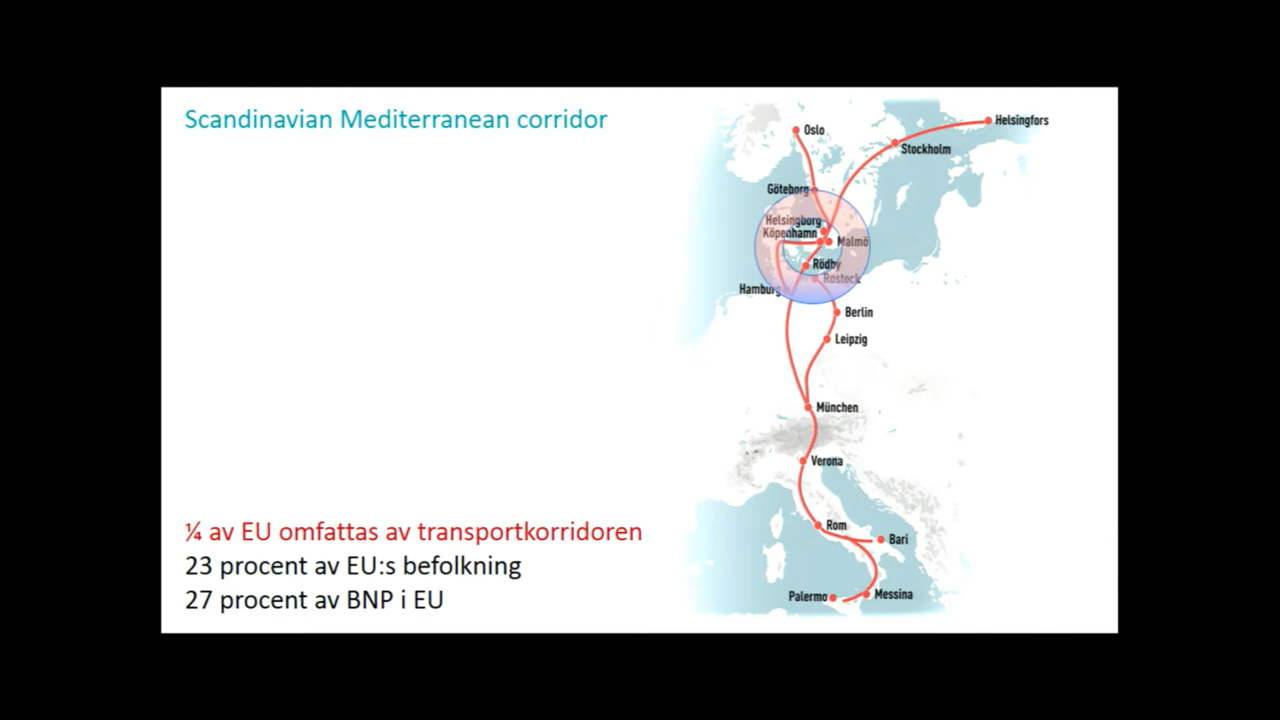 Scandinavian Mediterranean corridor
Oslo
Helsingfors
Stockholm
Göteborg
Helsingborg
Köpenhamn
Malmö
Rödby
Rostock
Hamburg
Berlin
Leipzig
München
Verona
Rom
Bari
Palermo
Messina
¼ av EU omfattas av transportkorridoren
23 procent av EU:s befolkning
27 procent av BNP i EU